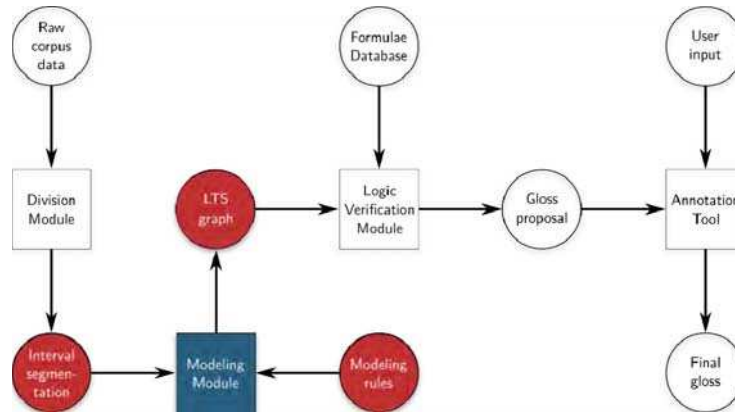 Raw
corpus
data
Formulae
Database
User
input
Division
Module
LTS
graph
Logic
Verification
Module
Gloss
proposal
Annotation
Tool
Interval
segmen-
tation
Modeling
Module
Modeling
rules
Final
gloss